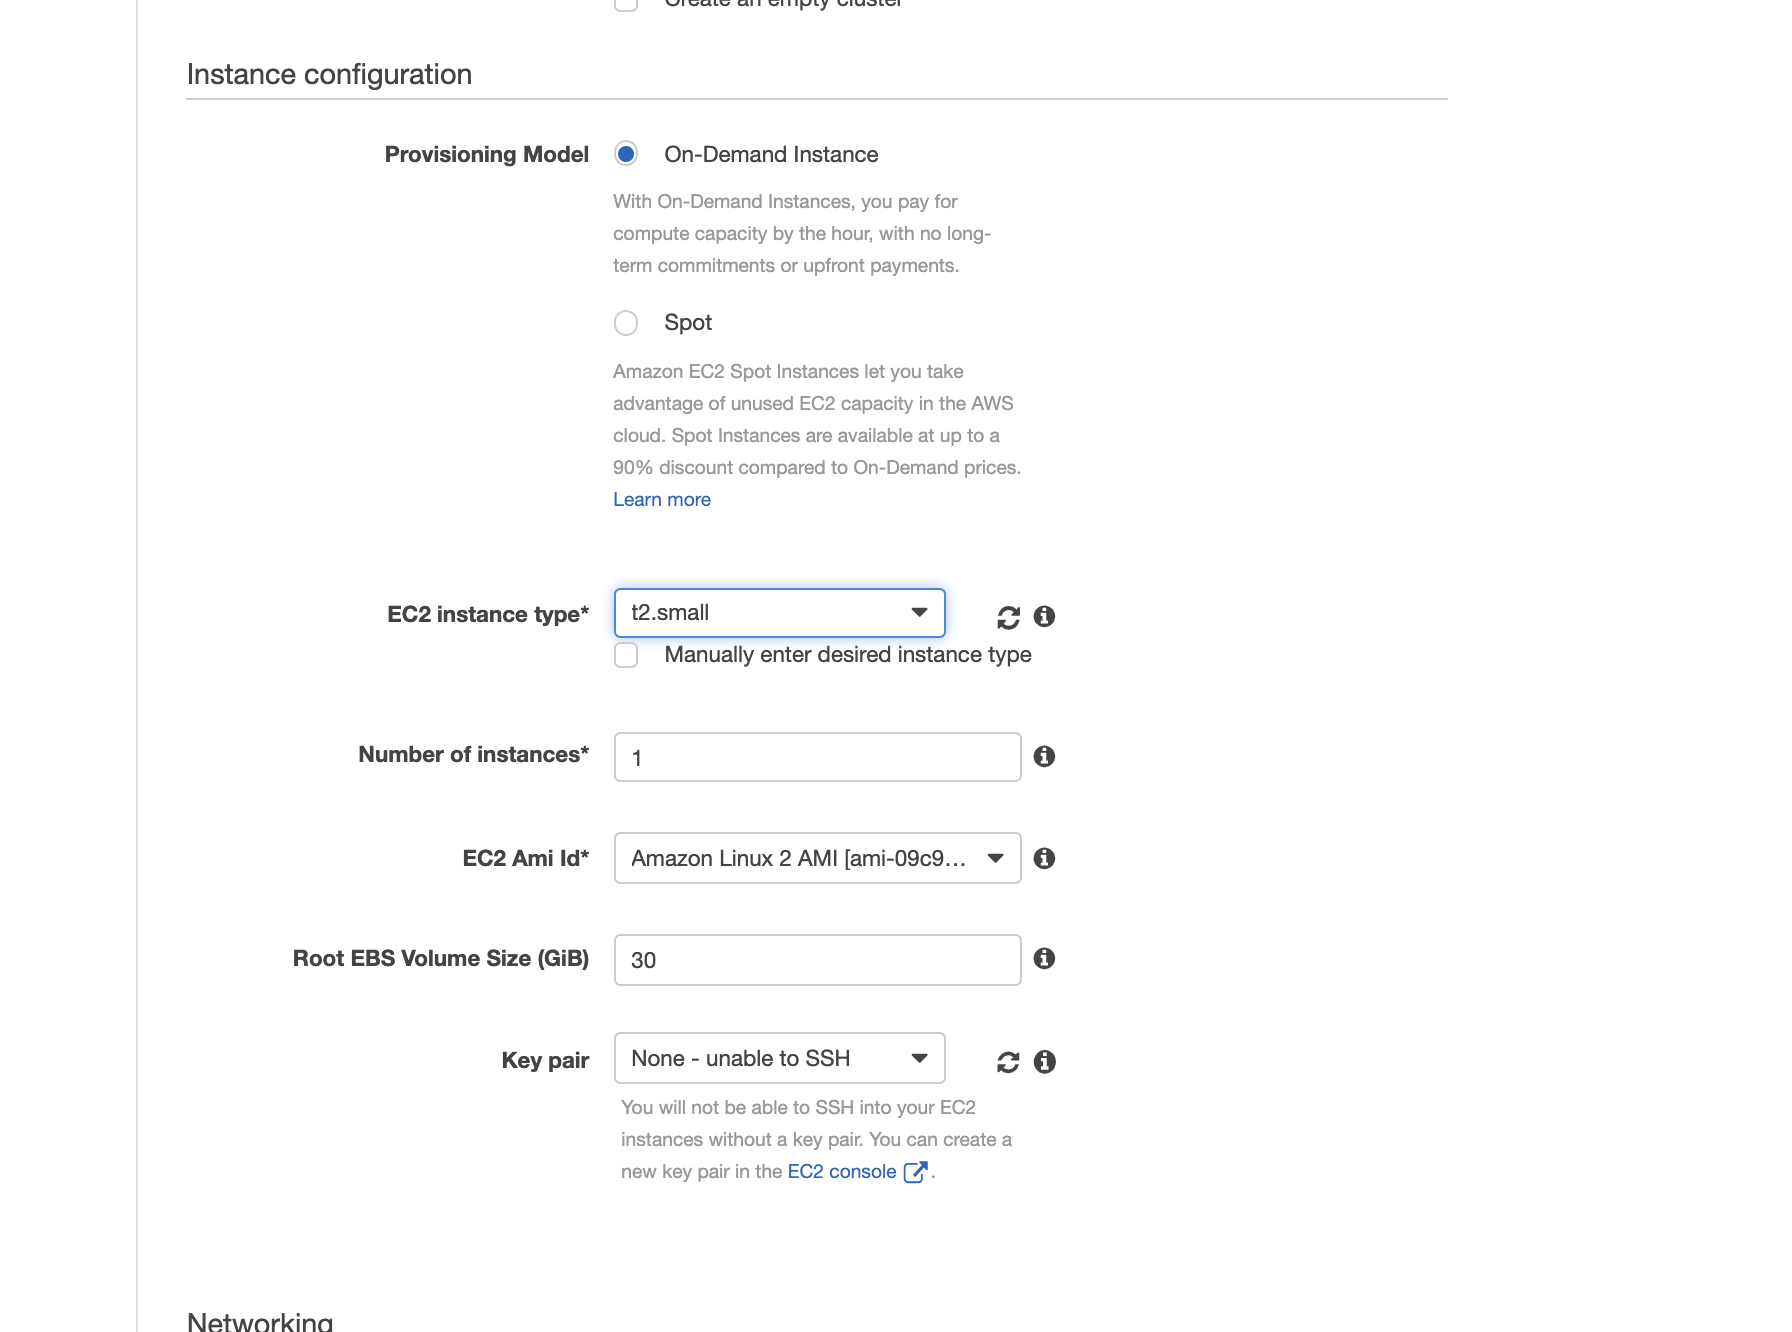 Create an empty cluster
Instance configuration
Provisioning Model
On-Demand Instance
With On-Demand Instances, you pay for
compute capacity by the hour, with no long-
term commitments or upfront payments.
Spot
Amazon EC2 Spot Instances let you take
advantage of unused EC2 capacity in the AWS
cloud. Spot Instances are available at up to a
90% discount compared to On-Demand prices.
Learn more
EC2 instance type*
t2.small
Manually enter desired instance type
Number of instances*
1
EC2 Ami Id*
Amazon Linux 2 AMI [ami-09c9...
Root EBS Volume Size (GiB)
30
Key pair
None - unable to SSH
You will not be able to SSH into your EC2
instances without a key pair. You can create a
new key pair in the EC2 console .
Networking